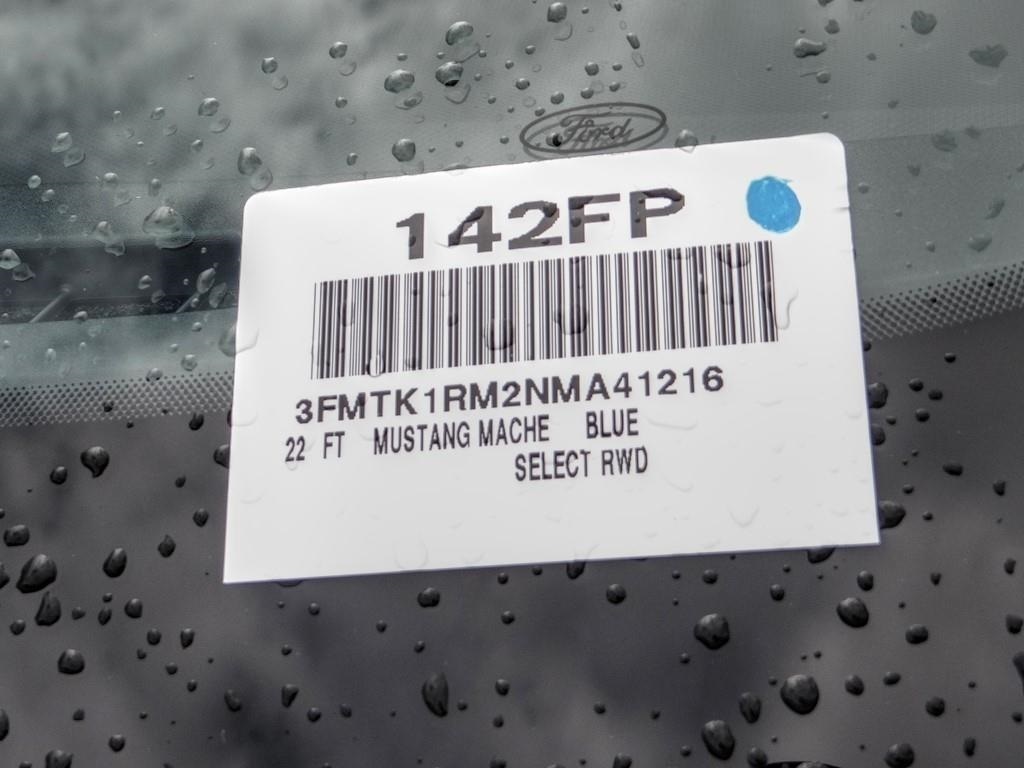 Ford
142FP
3FMTK1RM2NMA41216
22 FT MUSTANG MACHE BLUE
SELECT RWD